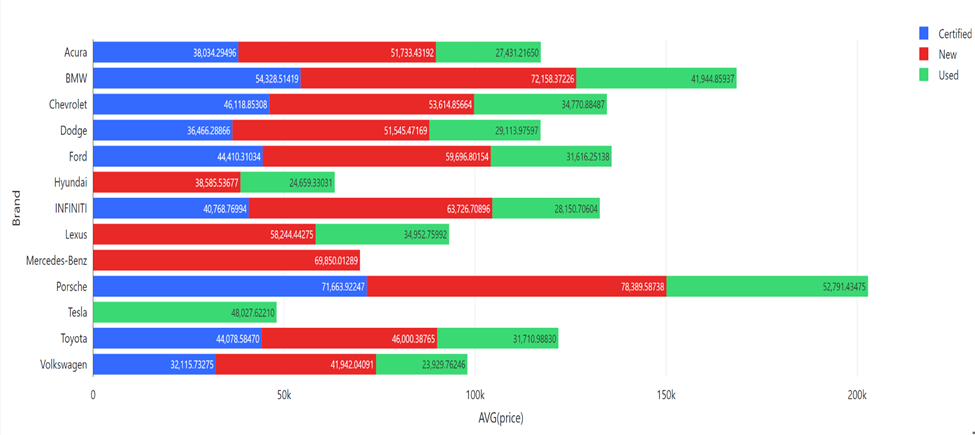 Certified
New
Used
Acura 38,034.29496 51,733.43192 27,431.21650
BMW 54,328.51419 72,158.37226 41,944.85937
Chevrolet 46,118.85308 53,614.85664 34,770.88487
Dodge 36,466.28866 51,545.47169 29,113.97597
Ford 44,410.31034 59,696.80154 31,616.25138
Hyundai 38,585.53677 24,659.33031
INFINITI 40,768.76994 63,726.70896 28,150.70604
Lexus 58,244.44275 34,952.75992
Mercedes-Benz 69,850.01289
Porsche 71,663.92247 78,389.58738 52,791.43475
Tesla 48,027.62210
Toyota 44,078.58470 46,000.38765 31,710.98830
Volkswagen 32,115.73275 41,942.04091 23,929.76246
Brand
0 50k 100k 150k 200k
AVG(price)